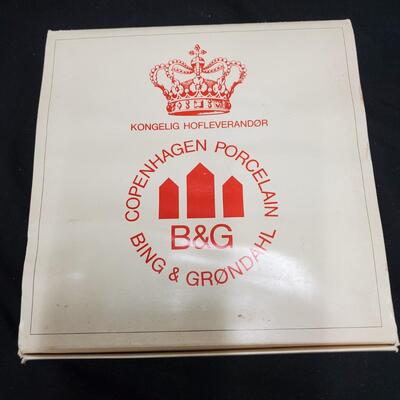 KONGELIG HOFLEVERANDØR
COPENHAGEN PORCELAIN
B&G
BING & GRØNDAHL